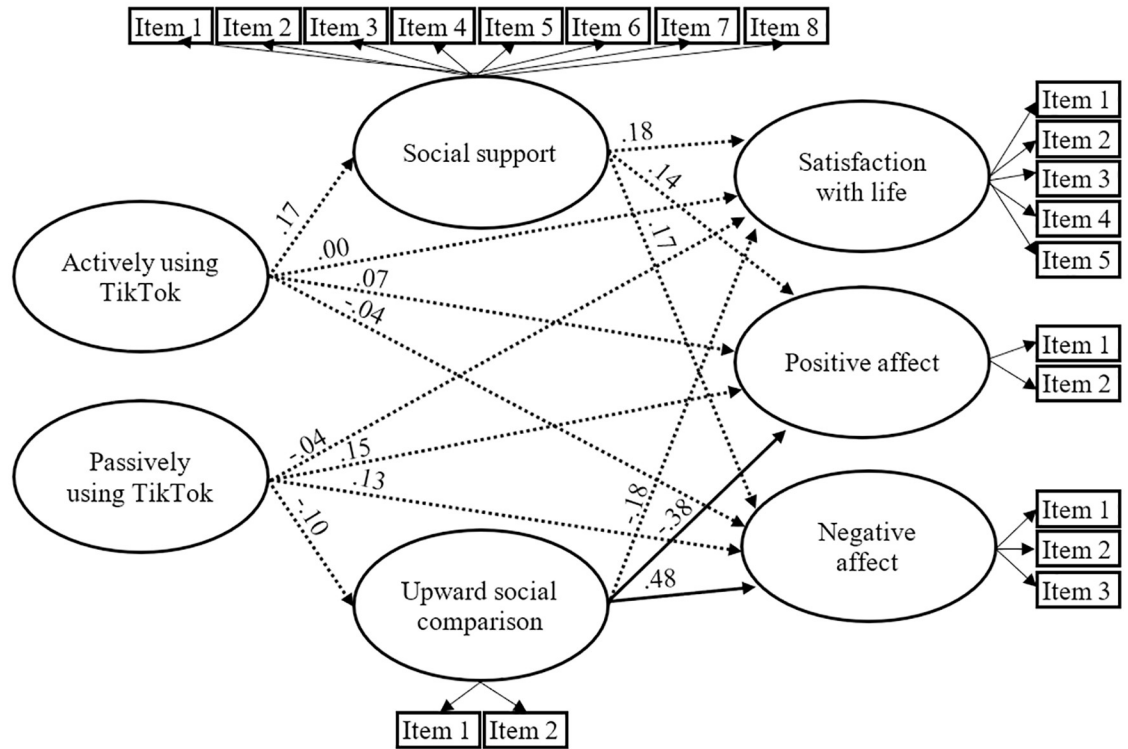 Item 1
Item 2
Item 3
Item 4
Item 5
Item 6
Item 7
Item 8
Social support
.18
.14
.17
Satisfaction
with life
Item 1
Item 2
Item 3
Item 4
Item 5
Actively using
TikTok
.17
.00
.07
-.04
Positive affect
Item 1
Item 2
Passively
using TikTok
-.04
.15
.13
-.10
-.18
-.38
.48
Negative
affect
Item 1
Item 2
Item 3
Upward social
comparison
Item 1
Item 2